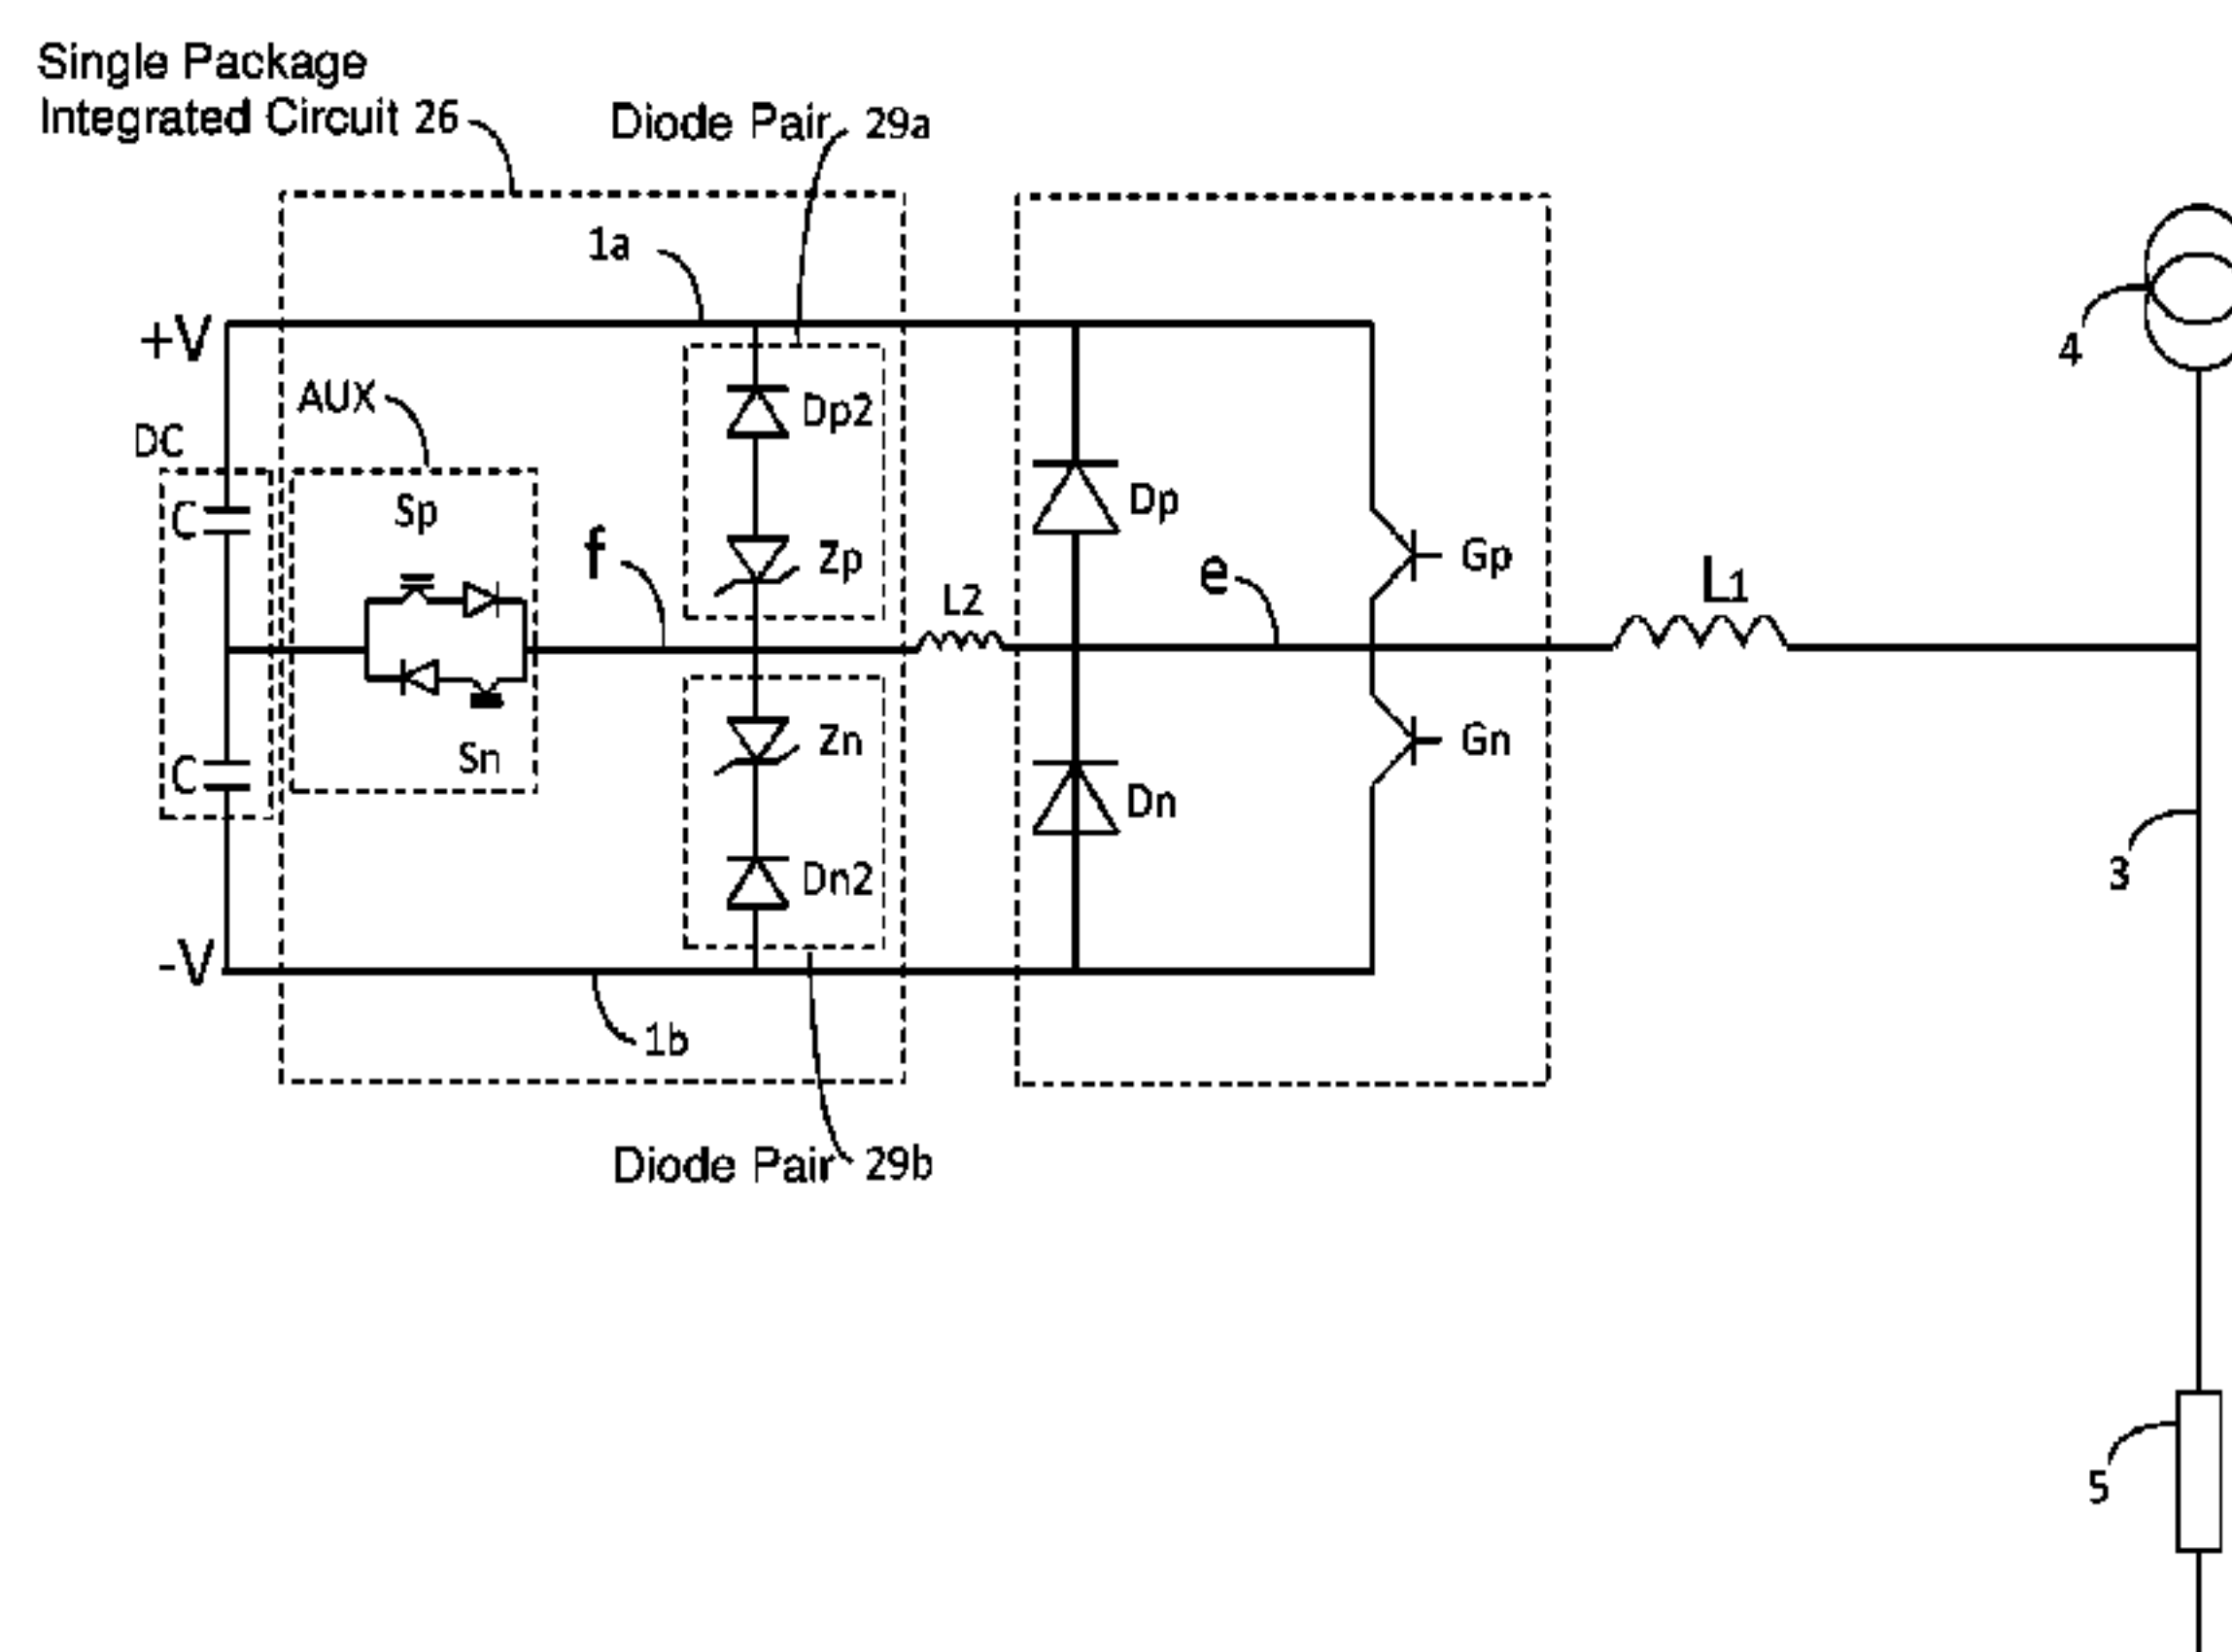 Single Package
Integrated Circuit 26
Diode Pair 29a
1a
+V
4
AUX
Dp2
DC
Sp
Dp
C
f
Zp
e
Gp
L2
L1
Zn
Gn
Sn
C
Dn
3
Dn2
-V
1b
Diode Pair 29b
5